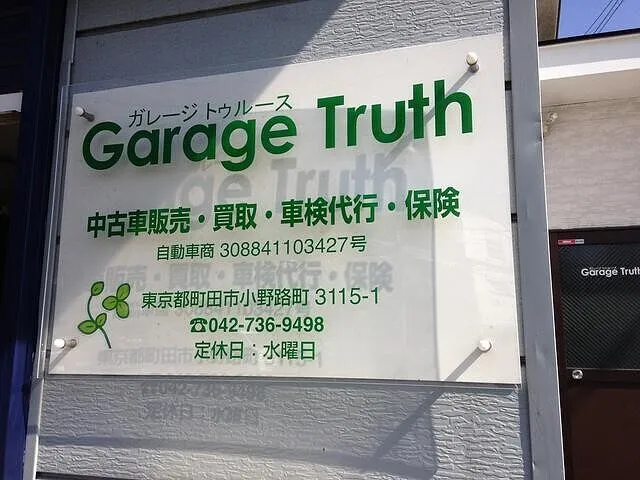 ガレージ トゥルース
Garage Truth
中古車販売・買取・車検代行・保険
自動車商 308841103427号
東京都町田市小野路町 3115-1
☎042-736-9498
定休日：水曜日
Garage Truth